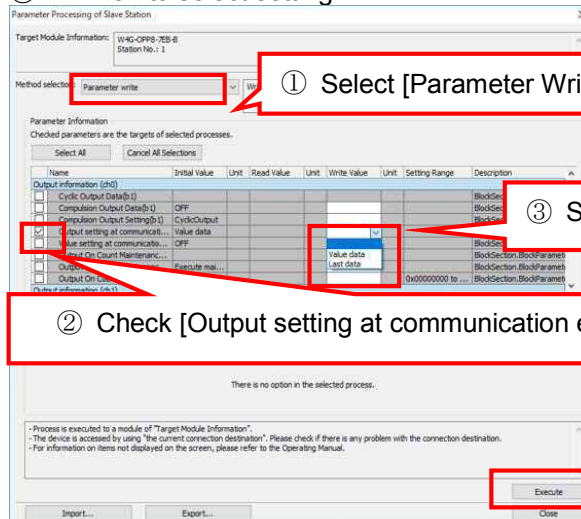 Parameter Processing of Slave Station
Target Module Information: W4G-OPP8-7EB-B
Station No.: 1
① Select [Parameter Wri
Method selection: Parameter write
Parameter Information
Checked parameters are the targets of selected processes.
Select All Cancel All Selections
Name Initial Value Unit Read Value Unit Write Value Unit Setting Range Description
Output information (ch0)
Cyclic Output Data(b1) BlockSec
Compulsion Output Data(b1) OFF BlockSec
Compulsion Output Setting(b1) CyclicOutput BlockSec
Output setting at communicati... Value data
③ S
Value setting at communicatio... OFF
Value data
Last data
Output On Count Maintenanc... BlockSection.BlockParamet
Execute mai... BlockSection.BlockParamet
Output On Co 0x00000000 to ... BlockSection.BlockParamet
Output information (ch1)
② Check [Output setting at communication e
There is no option in the selected process.
- Process is executed to a module of "Target Module Information".
- The device is accessed by using "the current connection destination". Please check if there is any problem with the connection destination.
- For information on items not displayed on the screen, please refer to the Operating Manual.
Execute
Import... Export... Close